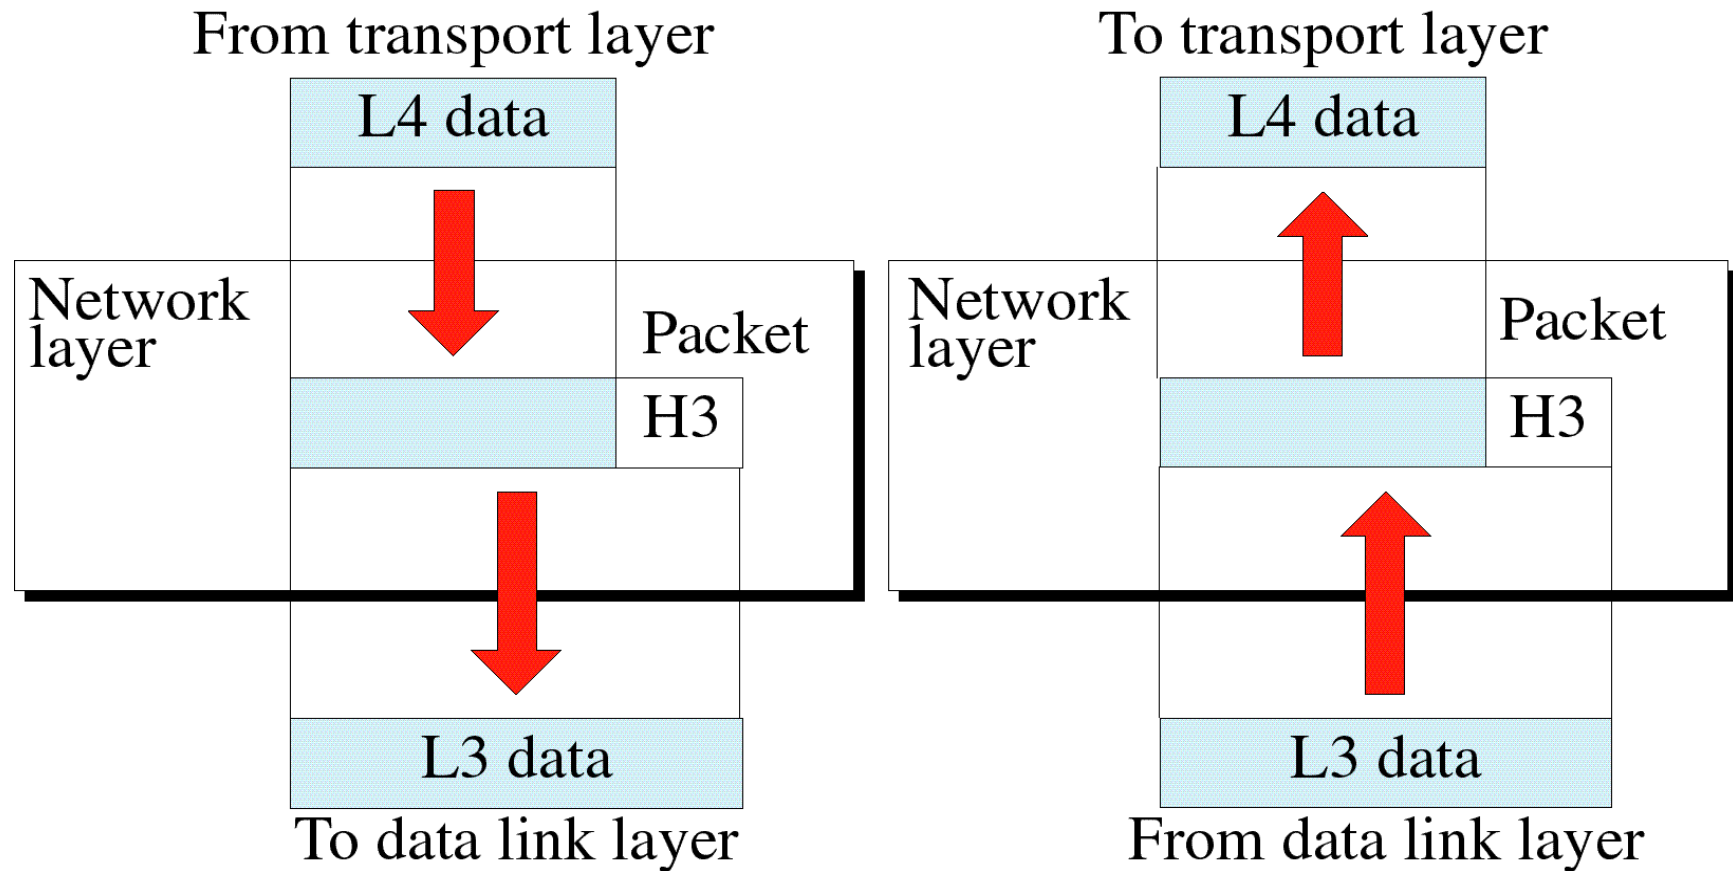 From transport layer
L4 data
Network
layer
Packet
H3
L3 data
To data link layer
To transport layer
L4 data
Network
layer
Packet
H3
L3 data
From data link layer